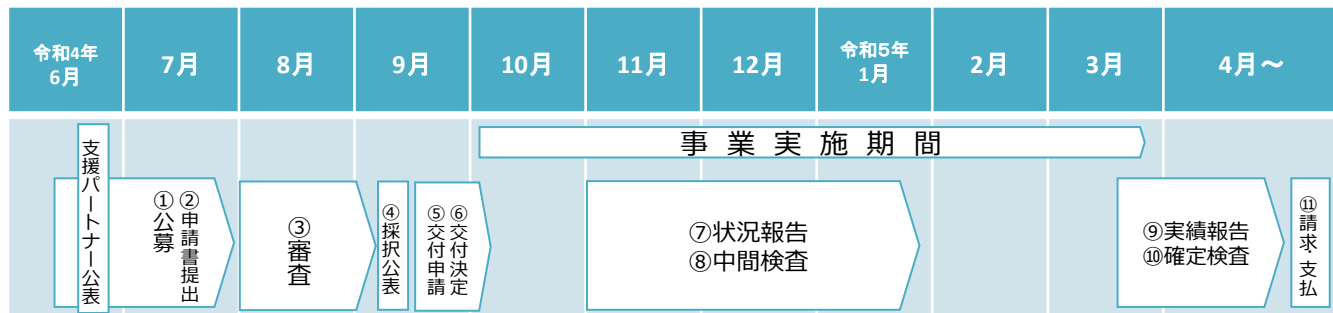 令和4年
6月
7月
8月
9月
10月
11月
12月
令和5年
1月
2月
3月
4月～
事業実施期間
支援パートナー公表
①公募
②申請書提出
③審査
④採択公表
⑤交付申請
⑥交付決定
⑦状況報告
⑧中間検査
⑨実績報告
⑩確定検査
⑪請求・支払